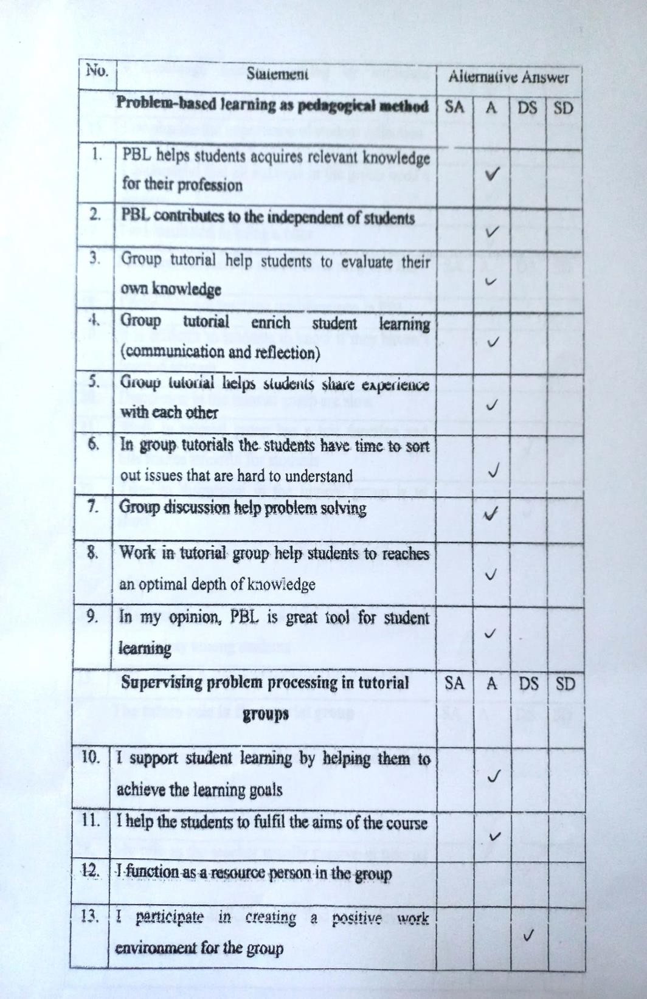 No. Statement Alternative Answer
Problem-based learning as pedagogical method SA A DS SD
1. PBL helps students acquires relevant knowledge
for their profession ✓
2. PBL contributes to the independent of students ✓
3. Group tutorial help students to evaluate their
own knowledge ✓
4. Group tutorial enrich student learning
(communication and reflection) ✓
5. Group tutorial helps students share experience
with each other ✓
6. In group tutorials the students have time to sort
out issues that are hard to understand ✓
7. Group discussion help problem solving ✓
8. Work in tutorial group help students to reaches
an optimal depth of knowledge ✓
9. In my opinion, PBL is great tool for student
learning ✓
Supervising problem processing in tutorial SA A DS SD
groups
10. I support student learning by helping them to
achieve the learning goals ✓
11. I help the students to fulfil the aims of the course ✓
12. I function as a resource person in the group
13. I participate in creating a positive work
environment for the group ✓